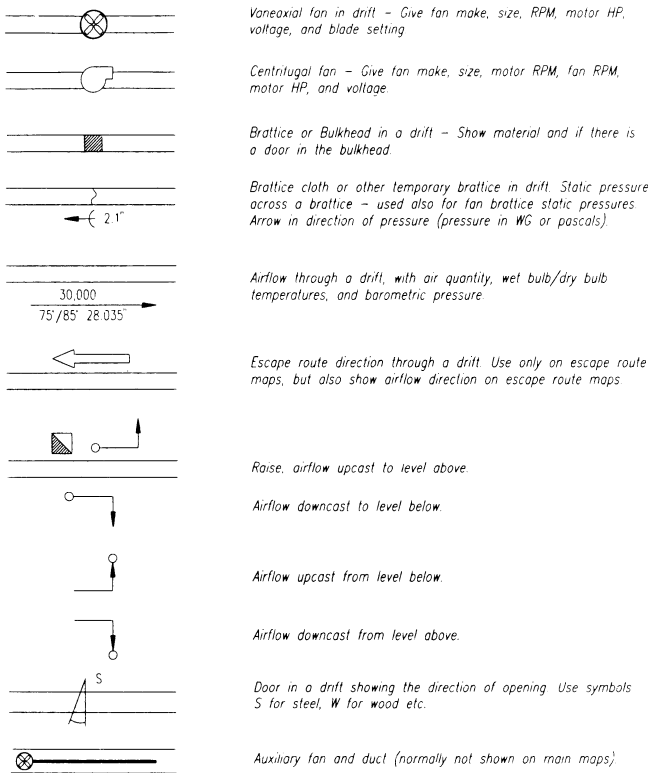 Vaneaxial fan in drift – Give fan make, size, RPM, motor HP,
voltage, and blade setting
Centrifugal fan – Give fan make, size, motor RPM, fan RPM,
motor HP, and voltage.
Brattice or Bulkhead in a drift – Show material and if there is
a door in the bulkhead.
Brattice cloth or other temporary brattice in drift. Static pressure
across a brattice – used also for fan brattice static pressures
Arrow in direction of pressure (pressure in WG or pascals).
2.1"
Airflow through a drift, with air quantity, wet bulb/dry bulb
temperatures, and barometric pressure.
30,000
75°/85° 28.035"
Escape route direction through a drift. Use only on escape route
maps, but also show airflow direction on escape route maps.
Raise, airflow upcast to level above.
Airflow downcast to level below.
Airflow upcast from level below.
Airflow downcast from level above.
S
Door in a drift showing the direction of opening. Use symbols
S for steel, W for wood etc.
Auxiliary fan and duct (normally not shown on main maps).